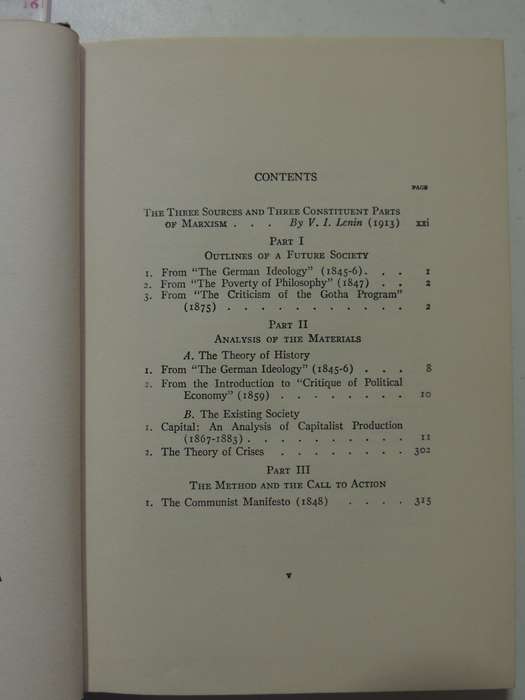 16
CONTENTS
PAGE
The Three Sources and Three Constituent Parts
of Marxism . . . By V. I. Lenin (1913) xxi
Part I
Outlines of a Future Society
1. From "The German Ideology" (1845-6) . . . 1
2. From "The Poverty of Philosophy" (1847) . . 2
3. From "The Criticism of the Gotha Program"
(1875) . . . . . . . . . . . 2
Part II
Analysis of the Materials
A. The Theory of History
1. From "The German Ideology" (1845-6) . . . 8
2. From the Introduction to "Critique of Political
Economy" (1859) . . . . . . . . 10
B. The Existing Society
1. Capital: An Analysis of Capitalist Production
(1867-1883) . . . . . . . . . . 11
2. The Theory of Crises . . . . . . . . 302
Part III
The Method and the Call to Action
1. The Communist Manifesto (1848) . . . . 315
v